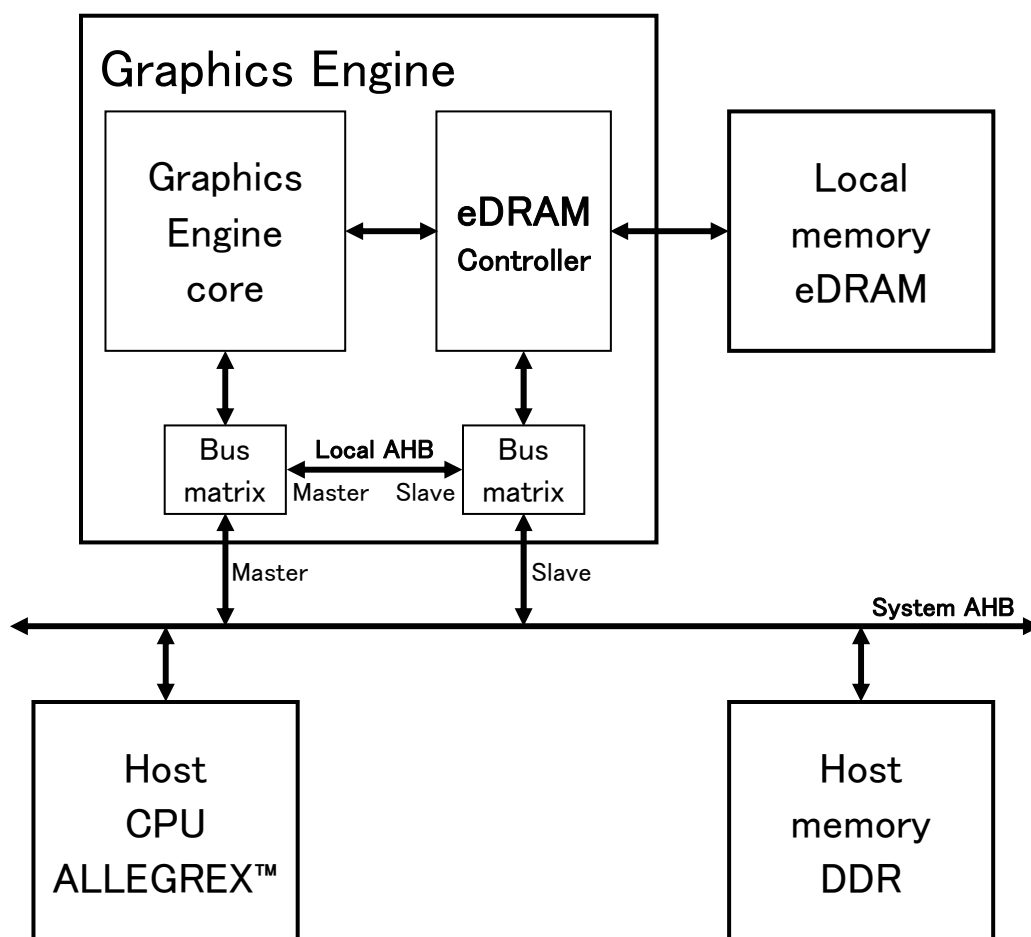 Graphics Engine
Graphics
Engine
core
eDRAM
Controller
Local
memory
eDRAM
Bus
matrix
Local AHB
Master
Slave
Bus
matrix
Master
Slave
System AHB
Host
CPU
ALLEGREX™
Host
memory
DDR